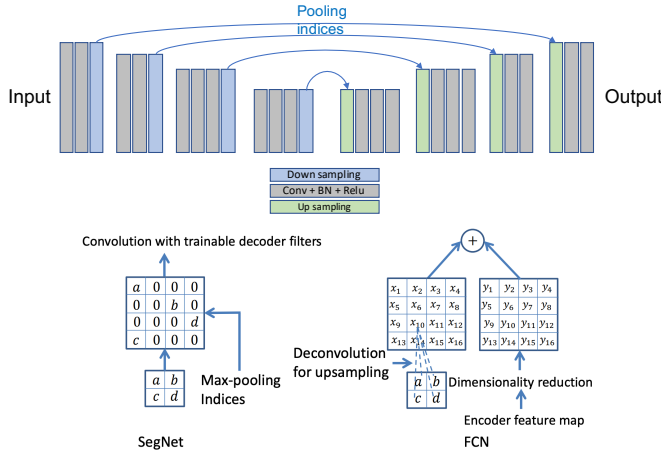 Pooling
indices
Input
Output
Down sampling
Conv + BN + Relu
Up sampling
Convolution with trainable decoder filters
a 0 0 0
0 0 b 0
0 0 0 d
c 0 0 0
a b
c d
Max-pooling
Indices
SegNet
+
x₁ x₂ x₃ x₄
x₅ x₆ x₇ x₈
x₉ x₁₀ x₁₁ x₁₂
x₁₃ x₁₄ x₁₅ x₁₆
y₁ y₂ y₃ y₄
y₅ y₆ y₇ y₈
y₉ y₁₀ y₁₁ y₁₂
y₁₃ y₁₄ y₁₅ y₁₆
Deconvolution
for upsampling
a b
c d
Dimensionality reduction
Encoder feature map
FCN